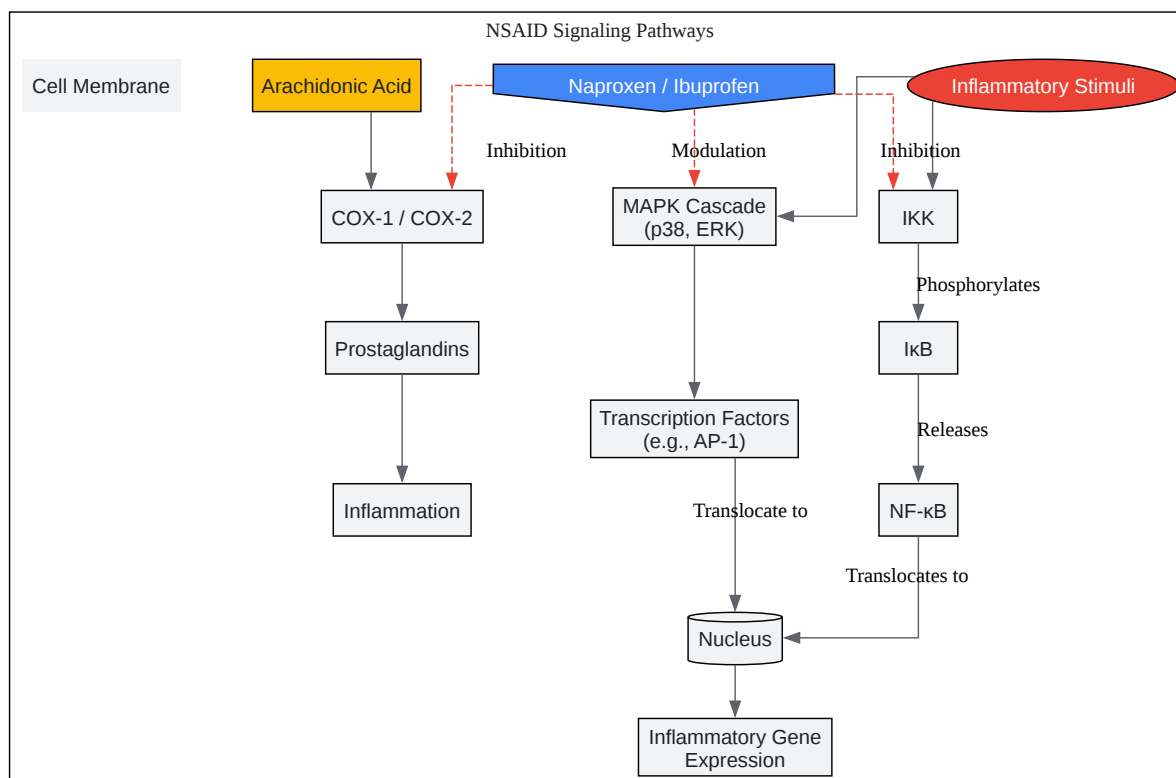 NSAID Signaling Pathways
Cell Membrane
Arachidonic Acid
Naproxen / Ibuprofen
Inflammatory Stimuli
Inhibition
Modulation
Inhibition
COX-1 / COX-2
MAPK Cascade
(p38, ERK)
IKK
Phosphorylates
Prostaglandins
IκB
Transcription Factors
(e.g., AP-1)
Releases
Inflammation
Translocate to
NF-κB
Translocates to
Nucleus
Inflammatory Gene
Expression